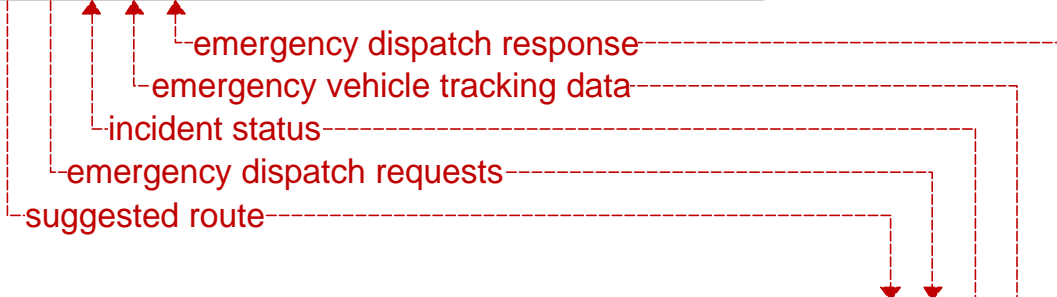 emergency dispatch response
emergency vehicle tracking data
incident status
emergency dispatch requests
suggested route